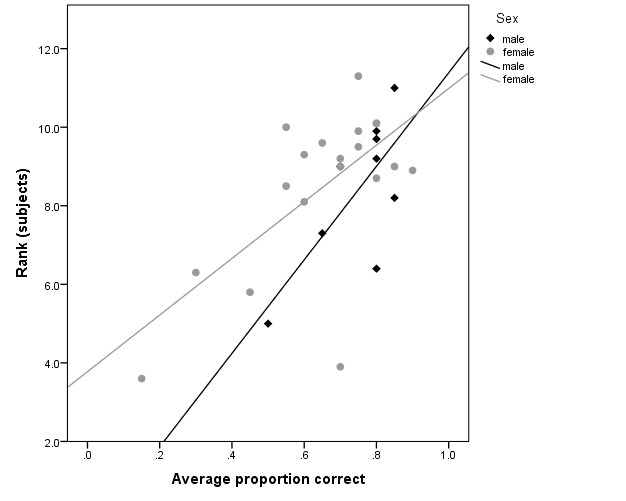 Sex
male
female
male
female
12.0
10.0
8.0
6.0
4.0
2.0
Rank (subjects)
.0 .2 .4 .6 .8 1.0
Average proportion correct